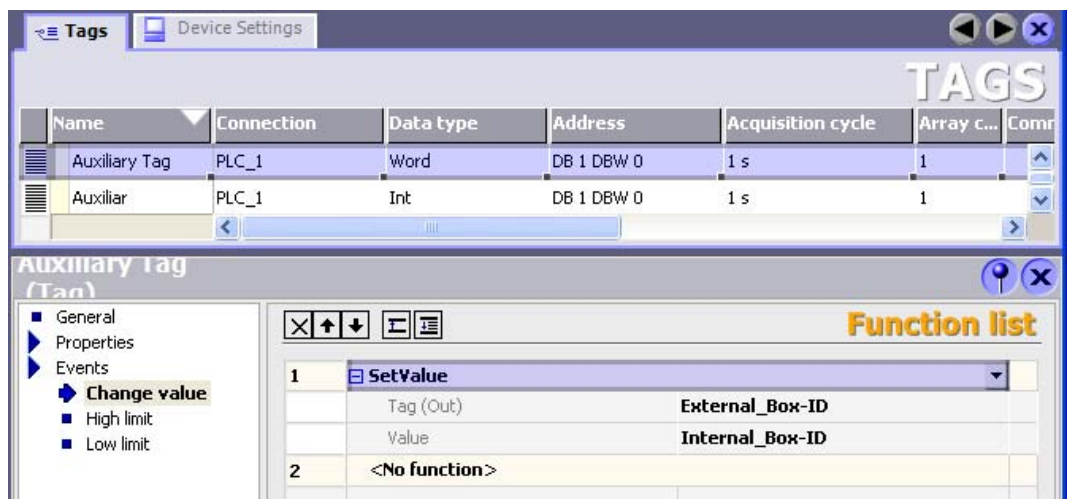 Tags Device Settings
TAGS
Name Connection Data type Address Acquisition cycle Array c... Comr
Auxiliary Tag PLC_1 Word DB 1 DBW 0 1 s 1
Auxiliar PLC_1 Int DB 1 DBW 0 1 s 1
Auxiliary Tag
(Tag)
General
Properties
Events
Change value
High limit
Low limit
Function list
1 SetValue
Tag (Out) External_Box-ID
Value Internal_Box-ID
2 <No function>